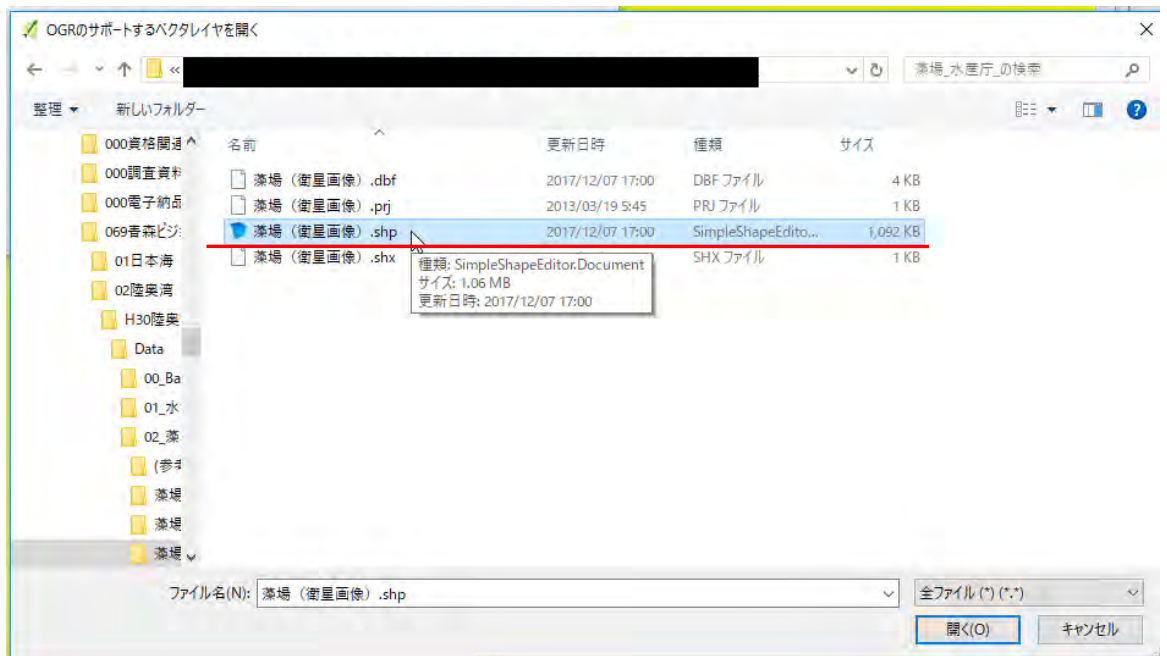 OGRのサポートするベクタレイヤを開く
«
藻場_水産庁_の検索
整理 新しいフォルダー
名前 更新日時 種類 サイズ
000資格関連
000調査資料
000電子納品
069青森ビジ
01日本海
02陸奥湾
H30陸奥
Data
00_Ba
01_水
02_藻
(参考
藻場
藻場
藻場
藻場（衛星画像）.dbf 2017/12/07 17:00 DBF ファイル 4 KB
藻場（衛星画像）.prj 2013/03/19 5:45 PRJ ファイル 1 KB
藻場（衛星画像）.shp 2017/12/07 17:00 SimpleShapeEdito... 1,092 KB
藻場（衛星画像）.shx SHX ファイル 1 KB
種類: SimpleShapeEditor.Document
サイズ: 1.06 MB
更新日時: 2017/12/07 17:00
ファイル名(N): 藻場（衛星画像）.shp 全ファイル (*) (*.*)
開く(O) キャンセル